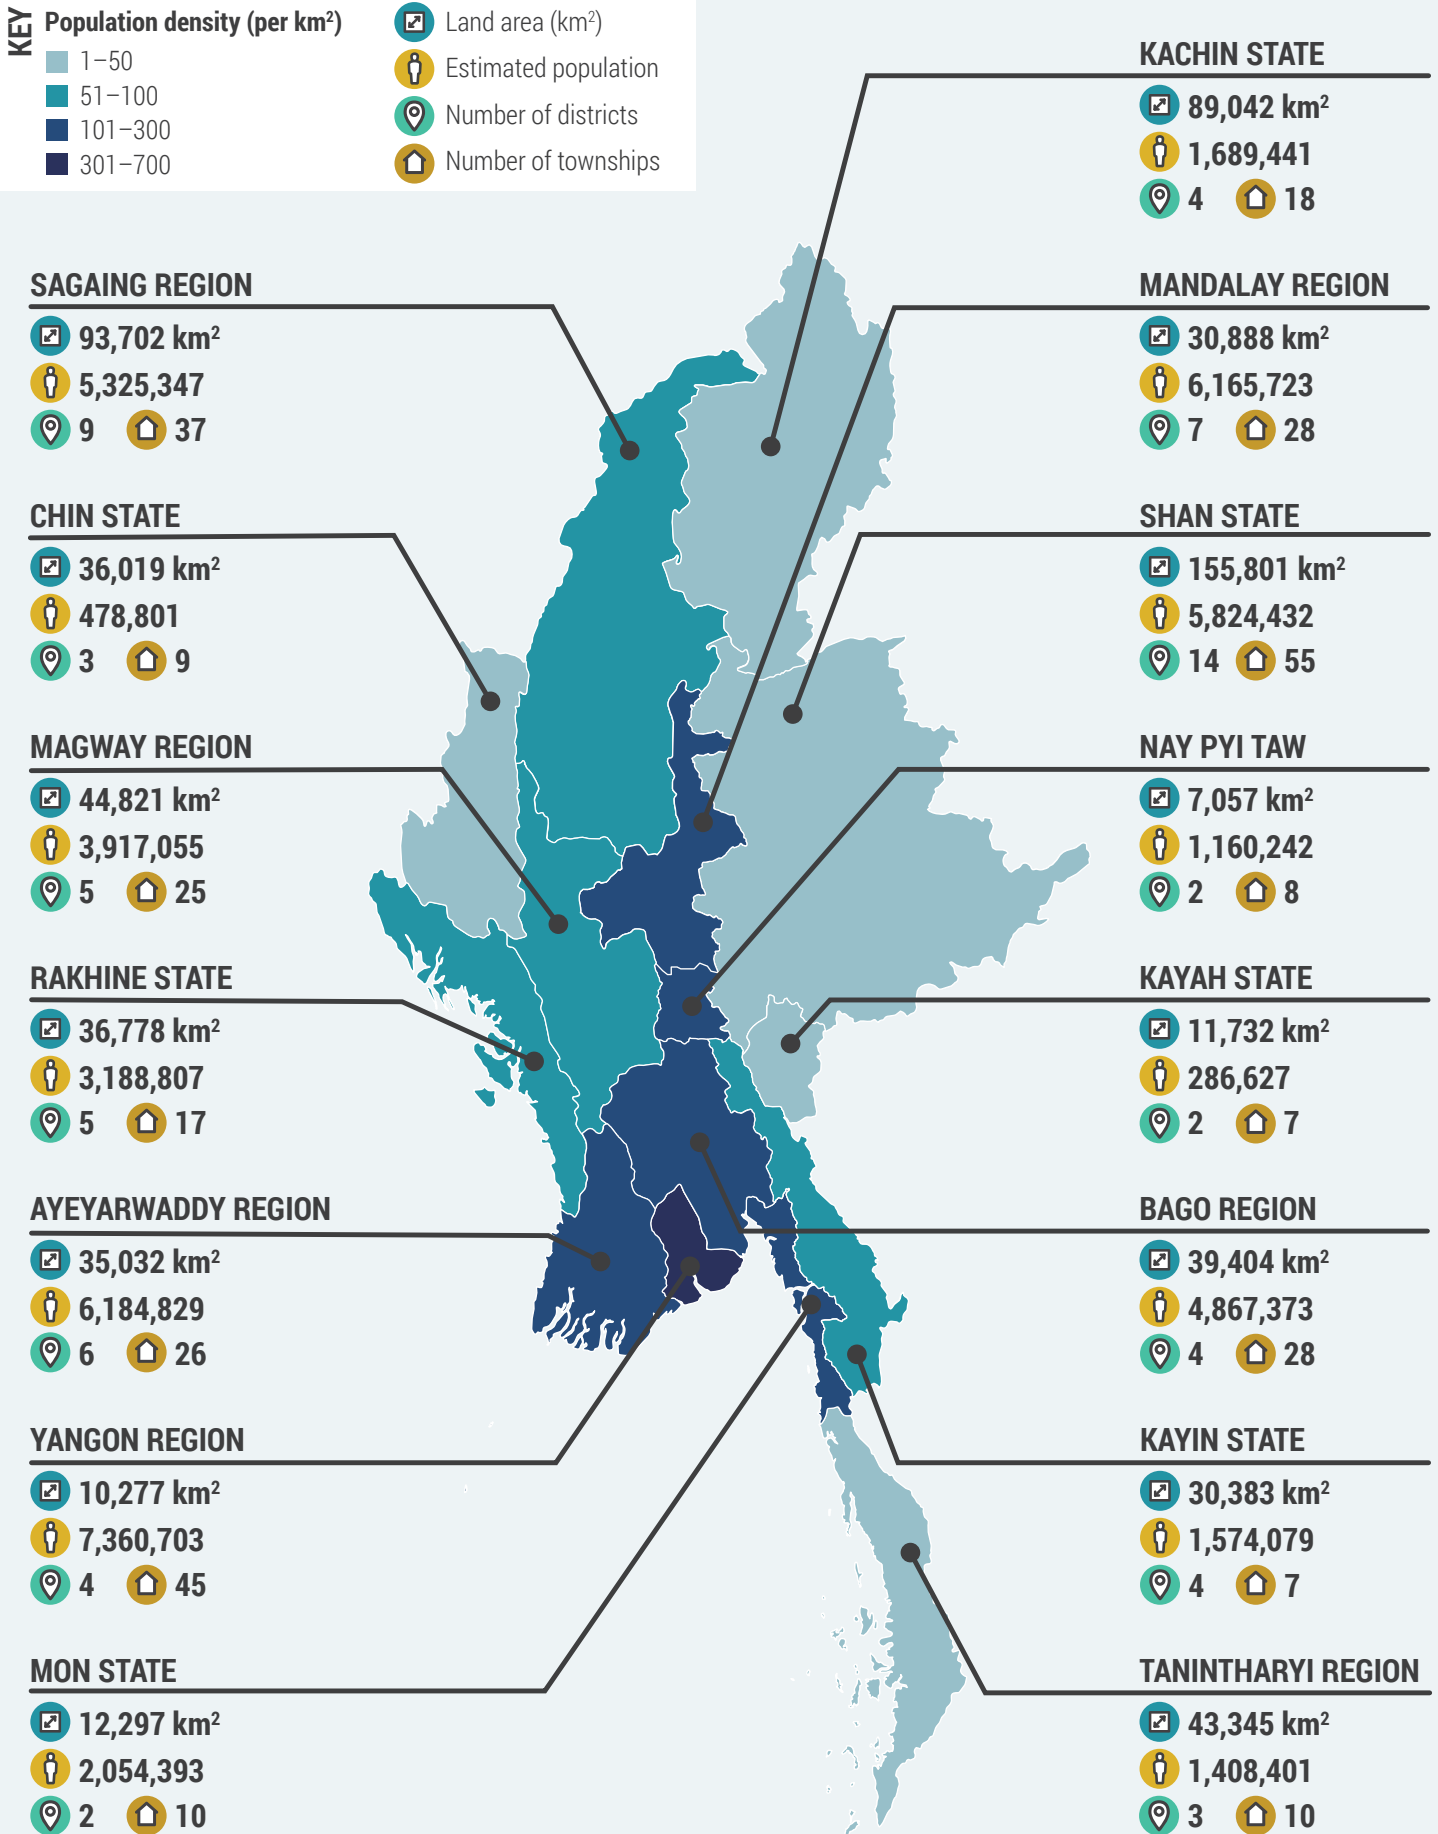 KEY
Population density (per km²)
1–50
51–100
101–300
301–700
Land area (km²)
Estimated population
Number of districts
Number of townships
SAGAING REGION
93,702 km²
5,325,347
9 37
CHIN STATE
36,019 km²
478,801
3 9
MAGWAY REGION
44,821 km²
3,917,055
5 25
RAKHINE STATE
36,778 km²
3,188,807
5 17
AYEYARWADDY REGION
35,032 km²
6,184,829
6 26
YANGON REGION
10,277 km²
7,360,703
4 45
MON STATE
12,297 km²
2,054,393
2 10
KACHIN STATE
89,042 km²
1,689,441
4 18
MANDALAY REGION
30,888 km²
6,165,723
7 28
SHAN STATE
155,801 km²
5,824,432
14 55
NAY PYI TAW
7,057 km²
1,160,242
2 8
KAYAH STATE
11,732 km²
286,627
2 7
BAGO REGION
39,404 km²
4,867,373
4 28
KAYIN STATE
30,383 km²
1,574,079
4 7
TANINTHARYI REGION
43,345 km²
1,408,401
3 10